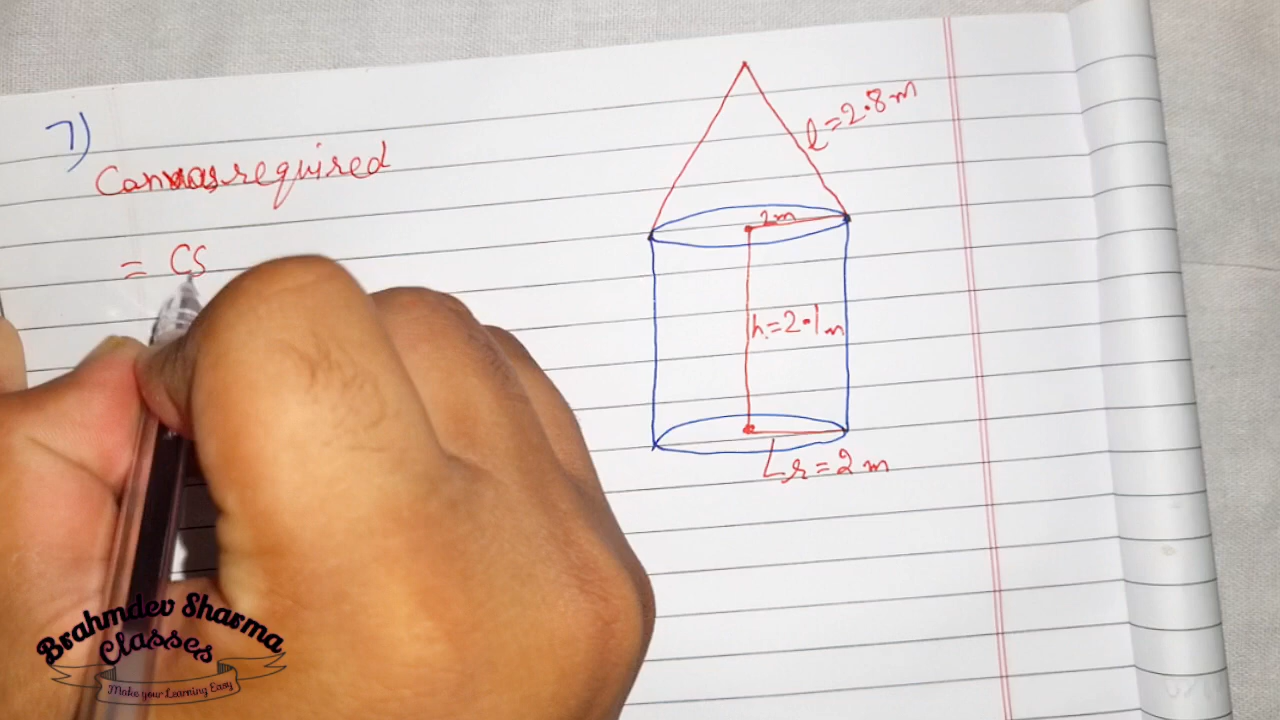 7)
Canvas required
= CS
l=2.8m
2m
h=2.1m
r=2m
Brahmdev Sharma
Classes
Make your Learning Easy